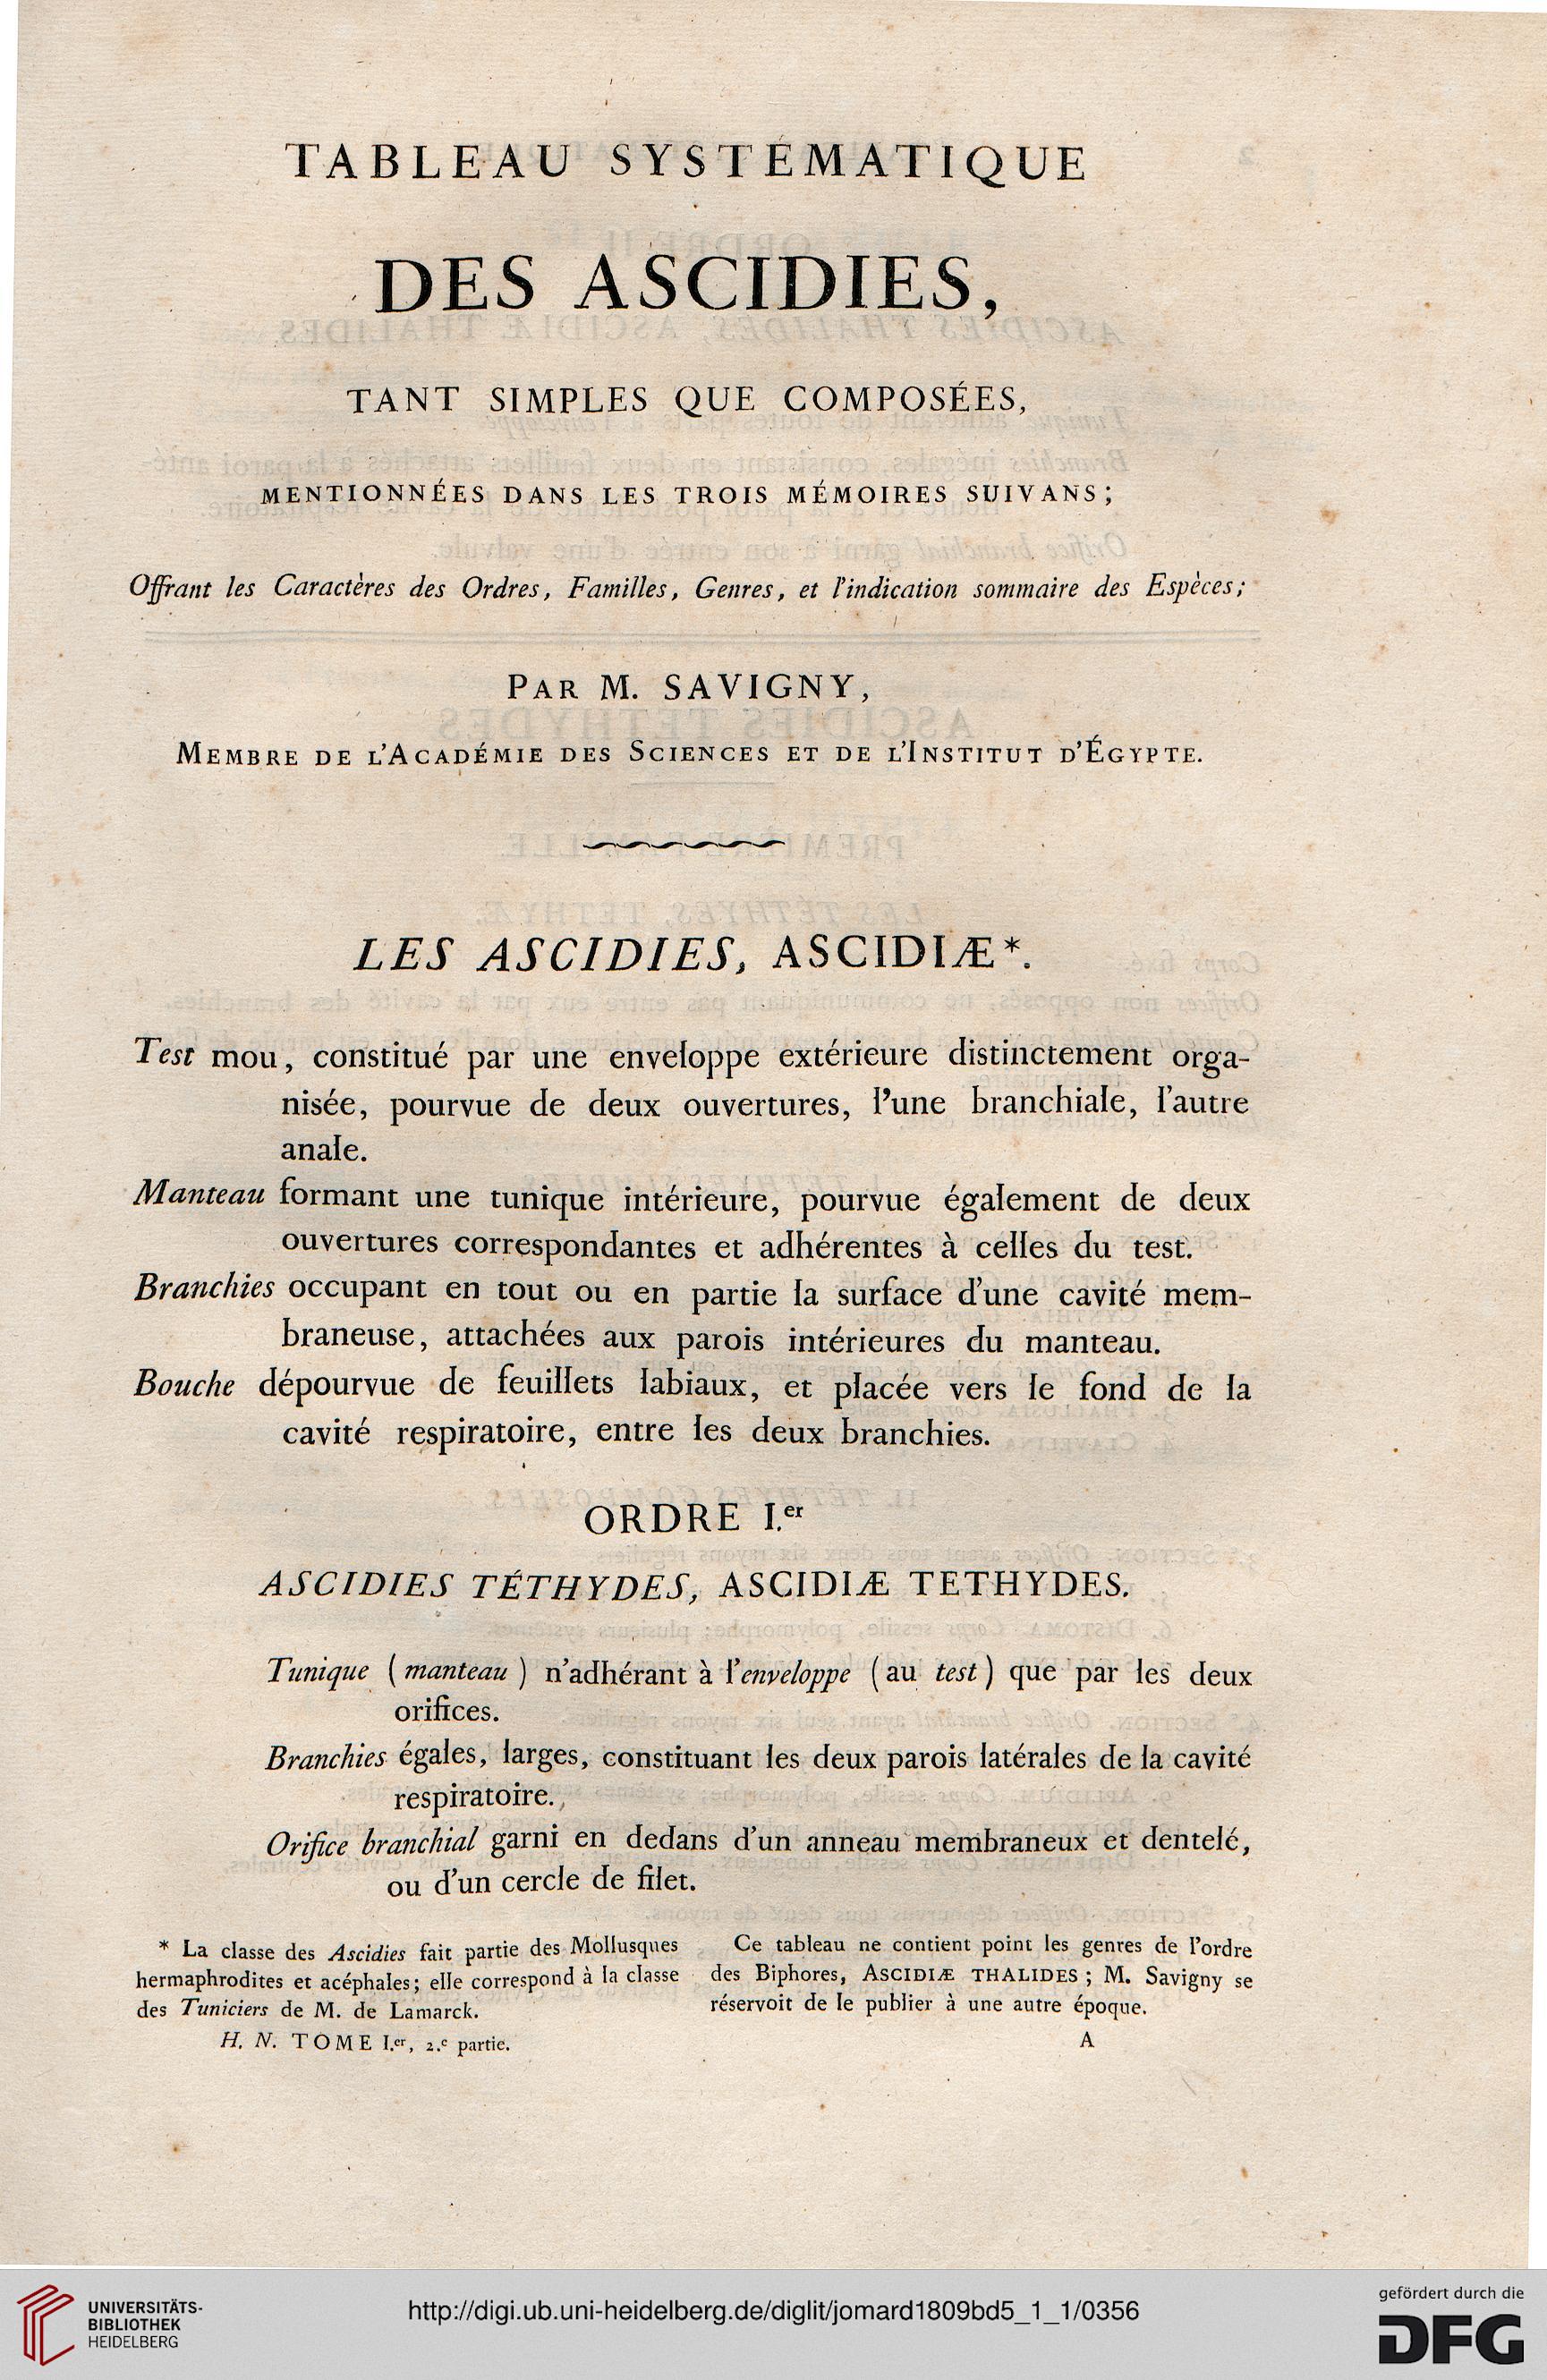 TABLEAU SYSTÉMATIQUE
DES ASCIDIES,
TANT SIMPLES QUE COMPOSÉES,
MENTIONNÉES DANS LES TROIS MÉMOIRES SUIVANS;
Offrant les Caractères des Ordres, Familles, Genres, et l'indication sommaire des Espèces;
PAR M. SAVIGNY,
MEMBRE DE L'ACADÉMIE DES SCIENCES ET DE L'INSTITUT D'ÉGYPTE.
LES ASCIDIES, ASCIDIÆ*.
Test mou, constitué par une enveloppe extérieure distinctement orga-
nisée, pourvue de deux ouvertures, l'une branchiale, l'autre
anale.
Manteau formant une tunique intérieure, pourvue également de deux
ouvertures correspondantes et adhérentes à celles du test.
Branchies occupant en tout ou en partie la surface d'une cavité mem-
braneuse, attachées aux parois intérieures du manteau.
Bouche dépourvue de feuillets labiaux, et placée vers le fond de la
cavité respiratoire, entre les deux branchies.
ORDRE I.er
ASCIDIES TÉTHYDES, ASCIDIÆ TETHYDES.
Tunique (manteau) n'adhérant à l'enveloppe (au test) que par les deux
orifices.
Branchies égales, larges, constituant les deux parois latérales de la cavité
respiratoire.
Orifice branchial garni en dedans d'un anneau membraneux et dentelé,
ou d'un cercle de filet.
* La classe des Ascidies fait partie des Mollusques
hermaphrodites et acéphales; elle correspond à la classe
des Tuniciers de M. de Lamarck.
Ce tableau ne contient point les genres de l'ordre
des Biphores, ASCIDIÆ THALIDES; M. Savigny se
réservoit de le publier à une autre époque.
H. N. TOME I.er, 2.e partie.
A
UNIVERSITÄTS-
BIBLIOTHEK
HEIDELBERG
http://digi.ub.uni-heidelberg.de/diglit/jomard1809bd5_1_1/0356
gefördert durch die
DFG